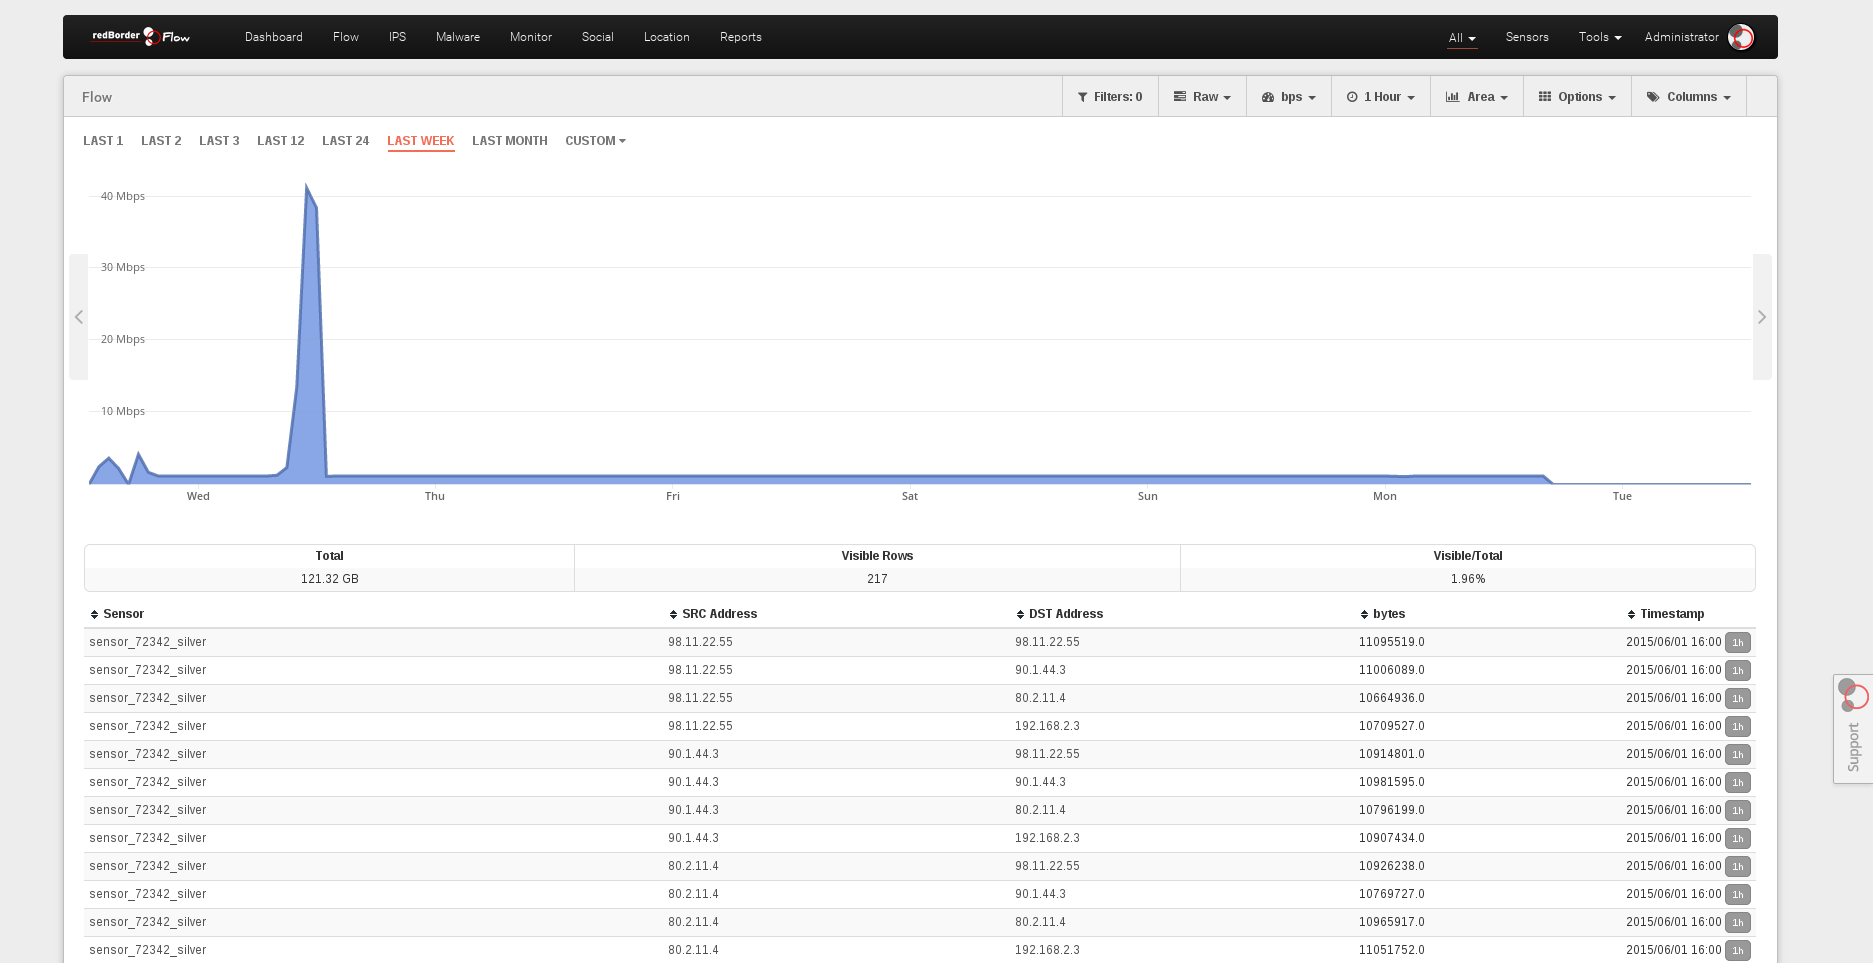 redBorder Flow Dashboard Flow IPS Malware Monitor Social Location Reports All Sensors Tools Administrator
Flow Filters: 0 Raw bps 1 Hour Area Options Columns
LAST 1 LAST 2 LAST 3 LAST 12 LAST 24 LAST WEEK LAST MONTH CUSTOM
40 Mbps
30 Mbps
20 Mbps
10 Mbps
Wed Thu Fri Sat Sun Mon Tue
Total Visible Rows Visible/Total
121.32 GB 217 1.96%
Sensor SRC Address DST Address bytes Timestamp
sensor_72342_silver 98.11.22.55 98.11.22.55 11095519.0 2015/06/01 16:00 1h
sensor_72342_silver 98.11.22.55 90.1.44.3 11006089.0 2015/06/01 16:00 1h
sensor_72342_silver 98.11.22.55 80.2.11.4 10664936.0 2015/06/01 16:00 1h
sensor_72342_silver 98.11.22.55 192.168.2.3 10709527.0 2015/06/01 16:00 1h
sensor_72342_silver 90.1.44.3 98.11.22.55 10914801.0 2015/06/01 16:00 1h
sensor_72342_silver 90.1.44.3 90.1.44.3 10981595.0 2015/06/01 16:00 1h
sensor_72342_silver 90.1.44.3 80.2.11.4 10796199.0 2015/06/01 16:00 1h
sensor_72342_silver 90.1.44.3 192.168.2.3 10907434.0 2015/06/01 16:00 1h
sensor_72342_silver 80.2.11.4 98.11.22.55 10926238.0 2015/06/01 16:00 1h
sensor_72342_silver 80.2.11.4 90.1.44.3 10769727.0 2015/06/01 16:00 1h
sensor_72342_silver 80.2.11.4 80.2.11.4 10965917.0 2015/06/01 16:00 1h
sensor_72342_silver 80.2.11.4 192.168.2.3 11051752.0 2015/06/01 16:00 1h
Support